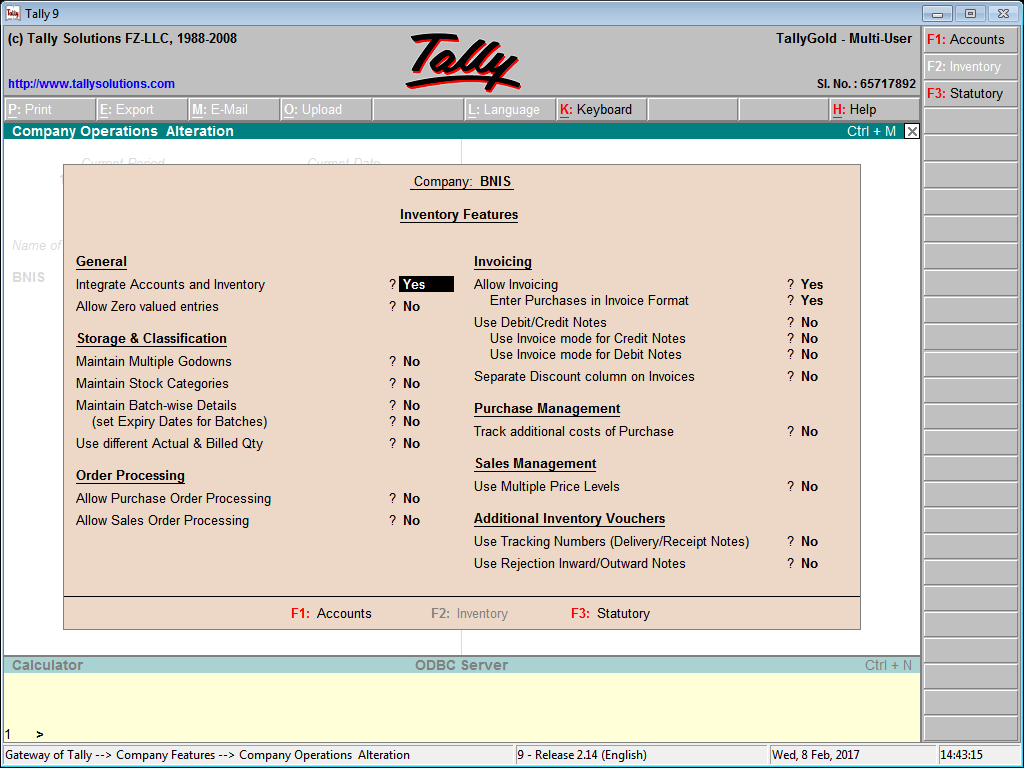 Tally 9
(c) Tally Solutions FZ-LLC, 1988-2008
Tally
TallyGold - Multi-User
http://www.tallysolutions.com
Sl. No.: 65717892
F1: Accounts
F2: Inventory
F3: Statutory
P: Print E: Export M: E-Mail O: Upload L: Language K: Keyboard H: Help
Company Operations Alteration Ctrl + M
Current Period Current Date
Name of
BNIS
Company: BNIS
Inventory Features
General
Integrate Accounts and Inventory ? Yes
Allow Zero valued entries ? No
Storage & Classification
Maintain Multiple Godowns ? No
Maintain Stock Categories ? No
Maintain Batch-wise Details ? No
(set Expiry Dates for Batches) ? No
Use different Actual & Billed Qty ? No
Order Processing
Allow Purchase Order Processing ? No
Allow Sales Order Processing ? No
Invoicing
Allow Invoicing ? Yes
Enter Purchases in Invoice Format ? Yes
Use Debit/Credit Notes ? No
Use Invoice mode for Credit Notes ? No
Use Invoice mode for Debit Notes ? No
Separate Discount column on Invoices ? No
Purchase Management
Track additional costs of Purchase ? No
Sales Management
Use Multiple Price Levels ? No
Additional Inventory Vouchers
Use Tracking Numbers (Delivery/Receipt Notes) ? No
Use Rejection Inward/Outward Notes ? No
F1: Accounts F2: Inventory F3: Statutory
Calculator ODBC Server Ctrl + N
1 >
Gateway of Tally --> Company Features --> Company Operations Alteration 9 - Release 2.14 (English) Wed, 8 Feb, 2017 14:43:15